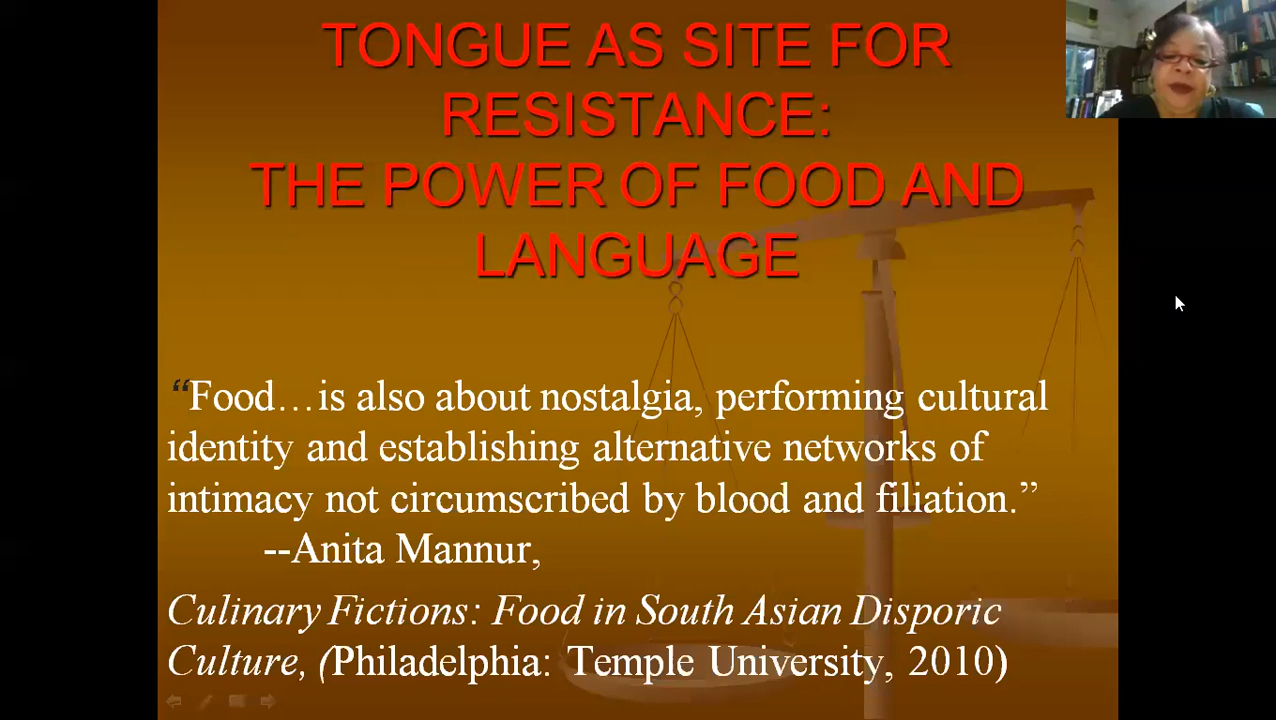 TONGUE AS SITE FOR
RESISTANCE:
THE POWER OF FOOD AND
LANGUAGE
“Food…is also about nostalgia, performing cultural
identity and establishing alternative networks of
intimacy not circumscribed by blood and filiation.”
--Anita Mannur,
Culinary Fictions: Food in South Asian Disporic
Culture, (Philadelphia: Temple University, 2010)